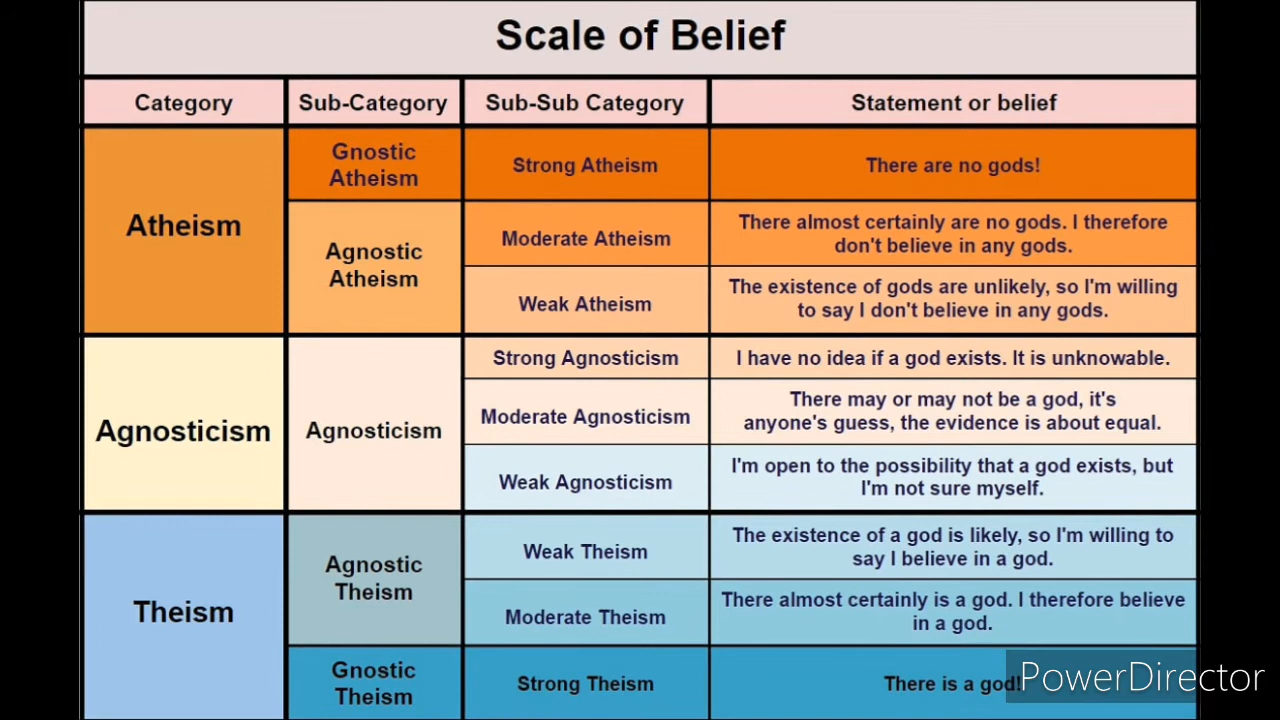 Scale of Belief
Category
Sub-Category
Sub-Sub Category
Statement or belief
Atheism
Gnostic
Atheism
Strong Atheism
There are no gods!
Agnostic
Atheism
Moderate Atheism
There almost certainly are no gods. I therefore
don't believe in any gods.
Weak Atheism
The existence of gods are unlikely, so I'm willing
to say I don't believe in any gods.
Agnosticism
Agnosticism
Strong Agnosticism
I have no idea if a god exists. It is unknowable.
Moderate Agnosticism
There may or may not be a god, it's
anyone's guess, the evidence is about equal.
Weak Agnosticism
I'm open to the possibility that a god exists, but
I'm not sure myself.
Theism
Agnostic
Theism
Weak Theism
The existence of a god is likely, so I'm willing to
say I believe in a god.
Moderate Theism
There almost certainly is a god. I therefore believe
in a god.
Gnostic
Theism
Strong Theism
There is a god!
PowerDirector